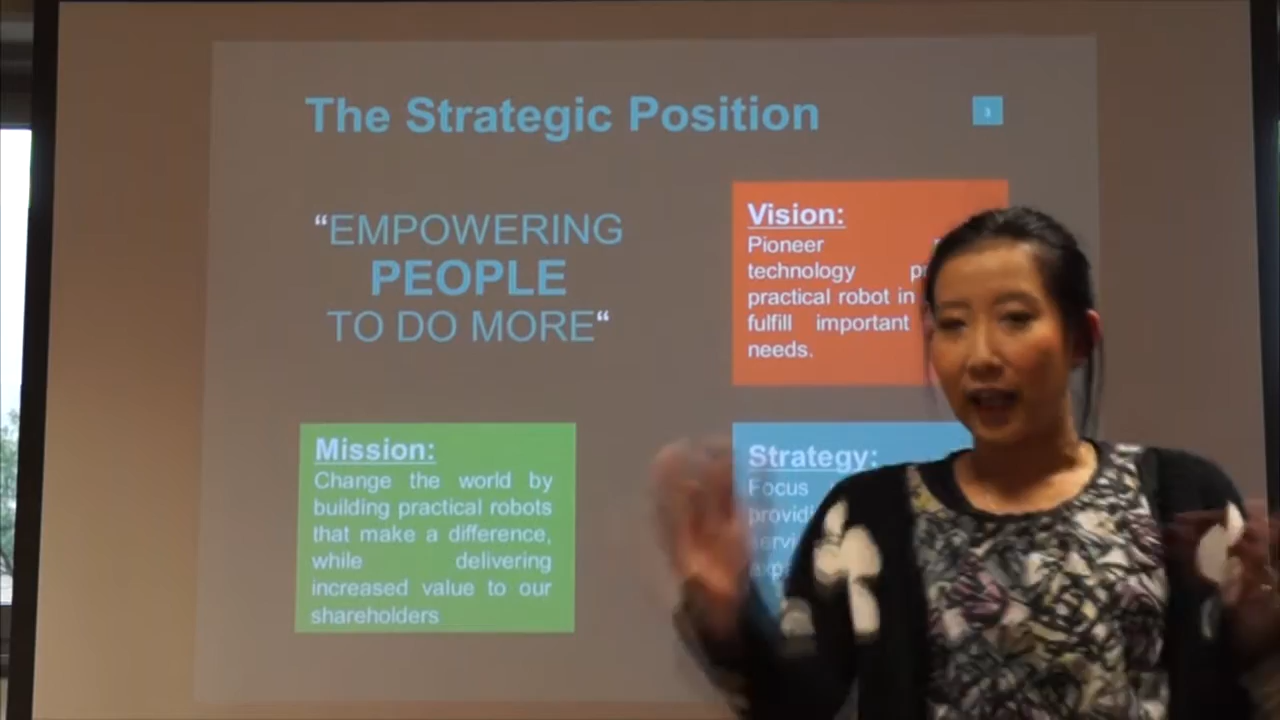 The Strategic Position
3
“EMPOWERING
PEOPLE
TO DO MORE“
Vision:
Pioneer
technology
practical robot in
fulfill important
needs.
Mission:
Change the world by
building practical robots
that make a difference,
while delivering
increased value to our
shareholders
Strategy:
Focus